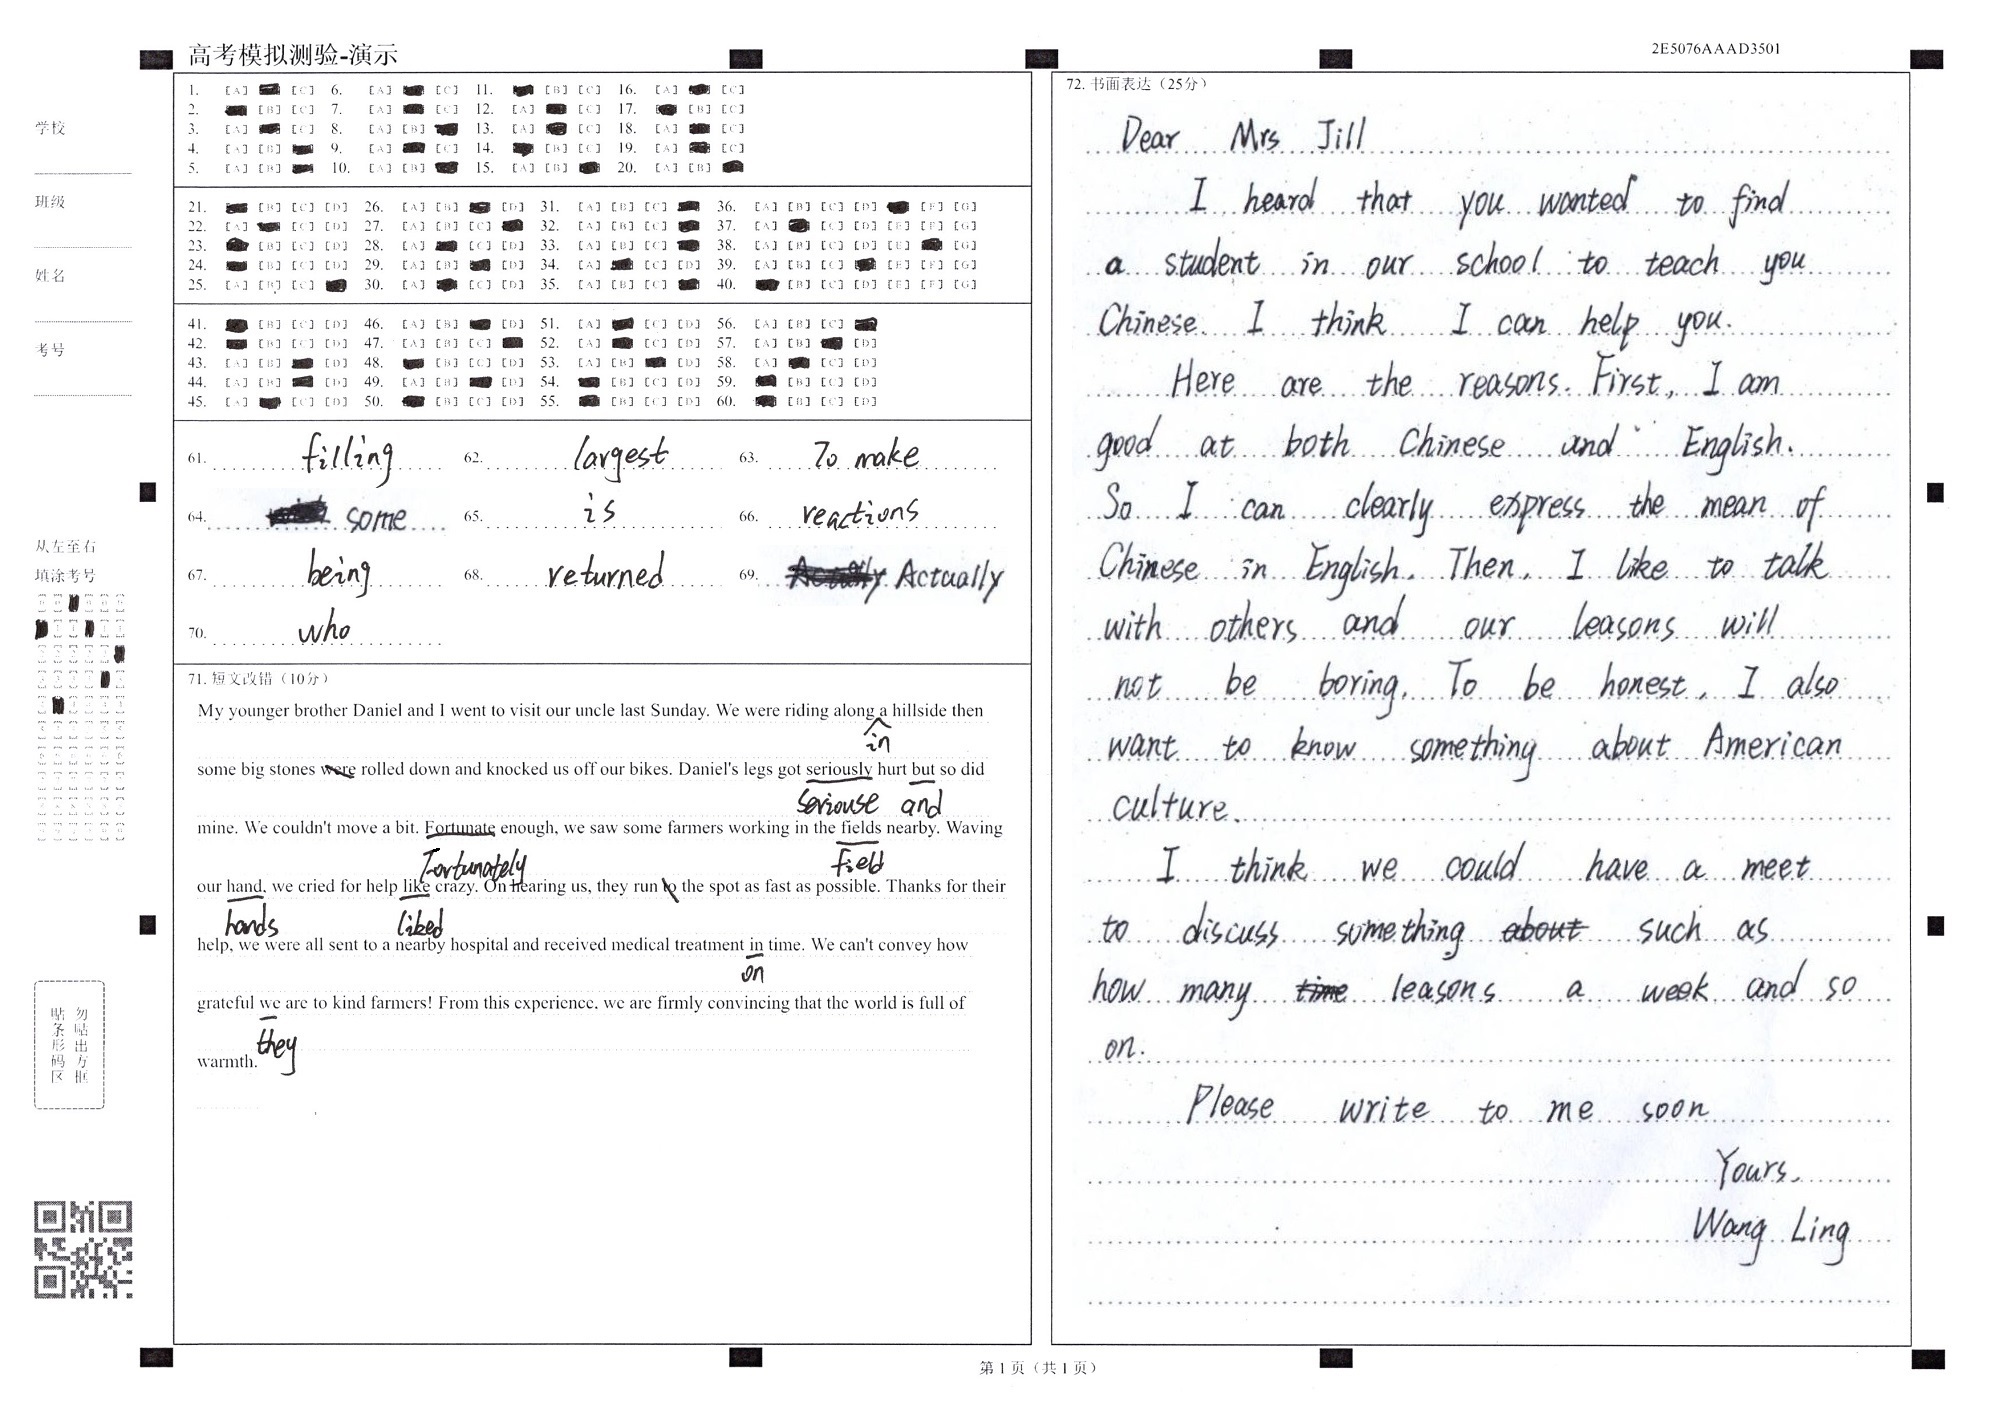 高考模拟测验-演示
2E5076AAAD3501
学校
班级
姓名
考号
从左至右
填涂考号
勿贴出方框
贴条形码区
1. [A] [C] 6. [A] [C] 11. [B] [C] 16. [A] [C]
2. [B] [C] 7. [A] [C] 12. [A] [C] 17. [B] [C]
3. [A] [C] 8. [A] [B] 13. [A] [C] 18. [A] [C]
4. [A] [B] 9. [A] [C] 14. [B] [C] 19. [A] [C]
5. [A] [B] 10. [A] [B] 15. [A] [B] 20. [A] [B]
21. [B] [C] [D] 26. [A] [B] [D] 31. [A] [B] [C] 36. [A] [B] [C] [D] [F] [G]
22. [A] [C] [D] 27. [A] [B] [C] 32. [A] [B] [C] 37. [A] [C] [D] [E] [F] [G]
23. [B] [C] [D] 28. [A] [C] [D] 33. [A] [B] [C] 38. [A] [B] [C] [D] [E] [G]
24. [B] [C] [D] 29. [A] [B] [D] 34. [A] [C] [D] 39. [A] [B] [C] [E] [F] [G]
25. [A] [B] [C] 30. [A] [C] [D] 35. [A] [B] [C] 40. [B] [C] [D] [E] [F] [G]
41. [B] [C] [D] 46. [A] [B] [D] 51. [A] [C] [D] 56. [A] [B] [C]
42. [B] [C] [D] 47. [A] [B] [C] 52. [A] [C] [D] 57. [A] [B] [D]
43. [A] [B] [D] 48. [B] [C] [D] 53. [A] [B] [D] 58. [A] [C] [D]
44. [A] [B] [D] 49. [A] [B] [D] 54. [B] [C] [D] 59. [B] [C] [D]
45. [A] [C] [D] 50. [B] [C] [D] 55. [B] [C] [D] 60. [B] [C] [D]
61. filling 62. largest 63. To make
64. some 65. is 66. reactions
67. being 68. returned 69. Actually Actually
70. who
71. 短文改错（10分）
My younger brother Daniel and I went to visit our uncle last Sunday. We were riding along a hillside then
in
some big stones were rolled down and knocked us off our bikes. Daniel's legs got seriously hurt but so did
seriouse and
mine. We couldn't move a bit. Fortunate enough, we saw some farmers working in the fields nearby. Waving
Fortunately field
our hand, we cried for help like crazy. On hearing us, they run to the spot as fast as possible. Thanks for their
hands liked
help, we were all sent to a nearby hospital and received medical treatment in time. We can't convey how
on
grateful we are to kind farmers! From this experience, we are firmly convincing that the world is full of
they
warmth.
72. 书面表达（25分）
Dear Mrs Jill
I heard that you wanted to find
a student in our school to teach you
Chinese. I think I can help you.
Here are the reasons. First, I am
good at both Chinese and English.
So I can clearly express the mean of
Chinese in English. Then, I like to talk
with others and our leasons will
not be boring. To be honest, I also
want to know something about American
culture.
I think we could have a meet
to discuss something about such as
how many time leasons a week and so
on.
Please write to me soon
Yours,
Wang Ling
第1页（共1页）